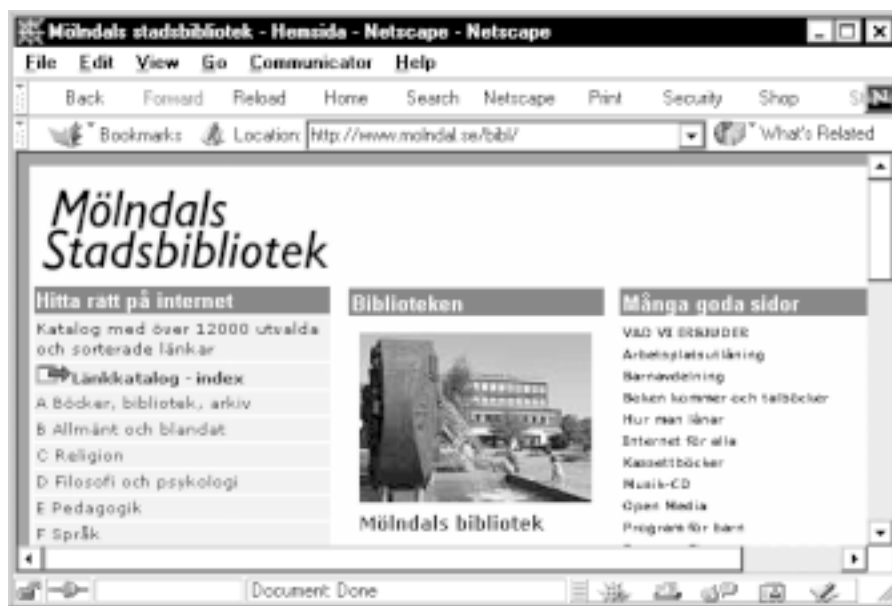 Mölndals stadsbibliotek - Hemsida - Netscape - Netscape
File Edit View Go Communicator Help
Back Forward Reload Home Search Netscape Print Security Shop
Bookmarks Location: http://www.molndal.se/bibl/ What's Related
Mölndals
Stadsbibliotek
Hitta rätt på internet
Katalog med över 12000 utvalda
och sorterade länkar
Länkkatalog - index
A Böcker, bibliotek, arkiv
B Allmänt och blandat
C Religion
D Filosofi och psykologi
E Pedagogik
F Språk
Biblioteken
Mölndals bibliotek
Många goda sidor
VAD VI ERBJUDER
Arbetsplatsutlåning
Barnavdelning
Boken kommer och talböcker
Hur man lånar
Internet för alla
Kassettböcker
Musik-CD
Open Media
Program för barn
Document: Done